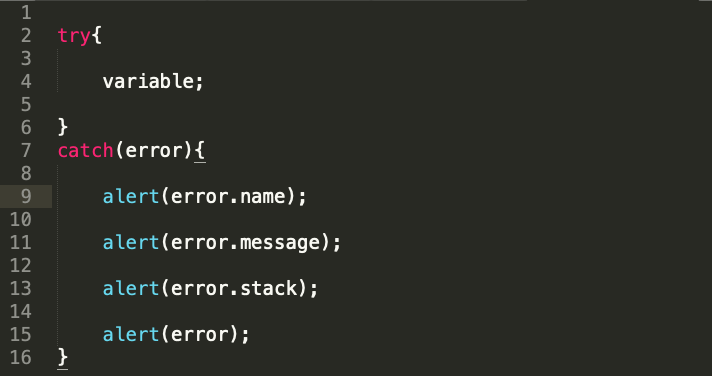 1
2 try{
3
4 variable;
5
6 }
7 catch(error){
8
9 alert(error.name);
10
11 alert(error.message);
12
13 alert(error.stack);
14
15 alert(error);
16 }